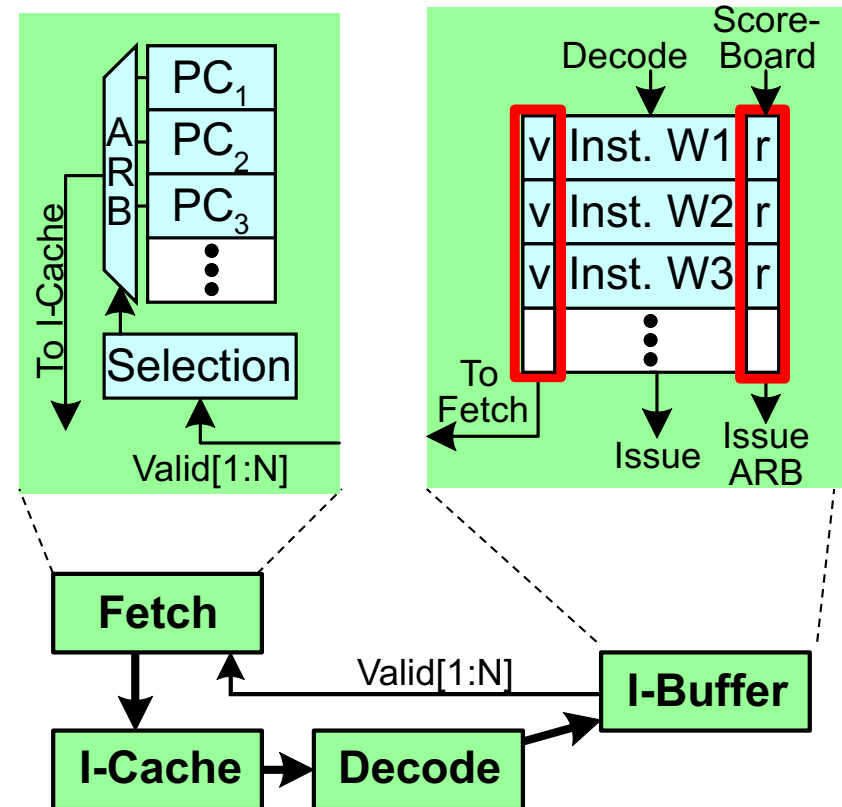 PC1
PC2
PC3
A
R
B
To I-Cache
Selection
Valid[1:N]
Decode
Score-
Board
v Inst. W1 r
v Inst. W2 r
v Inst. W3 r
To
Fetch
Issue
Issue
ARB
Fetch
Valid[1:N]
I-Buffer
I-Cache
Decode